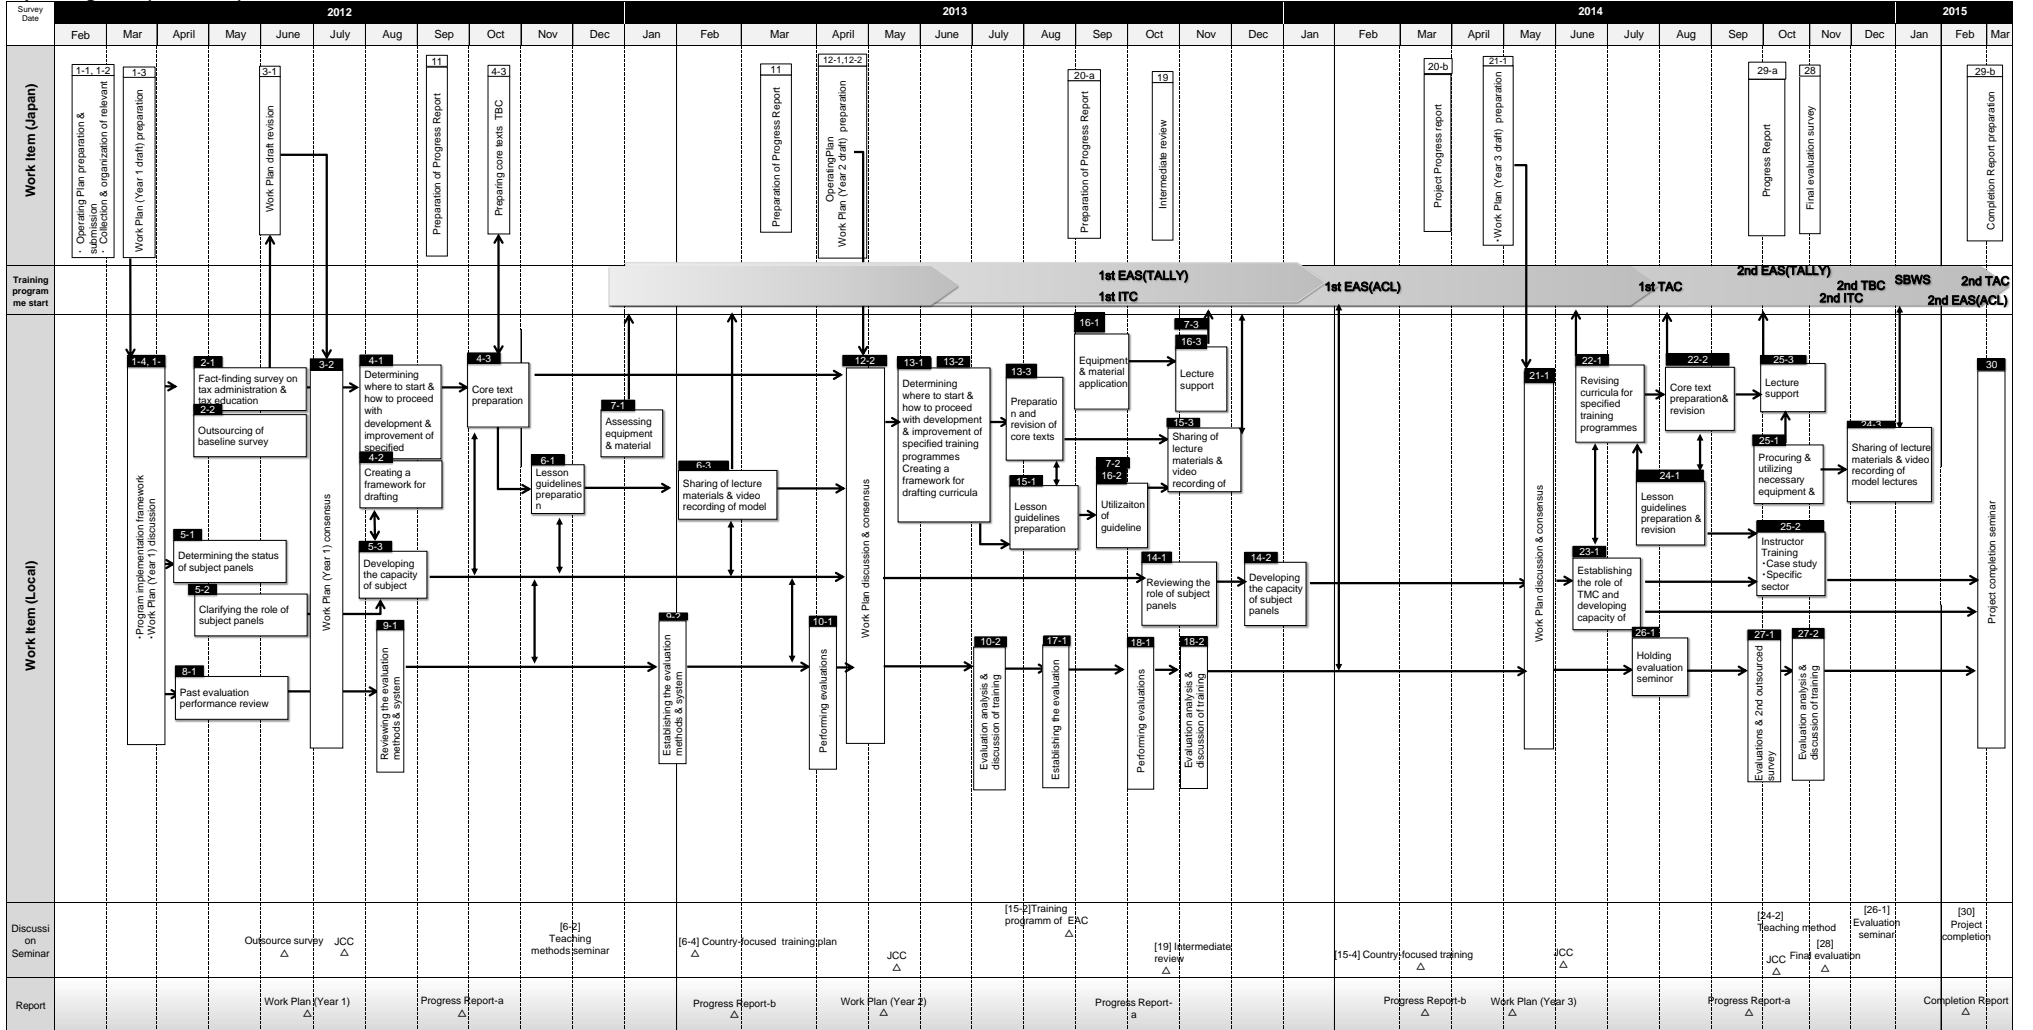 Survey
Date
2012
2013
2014
2015
Feb
Mar
April
May
June
July
Aug
Sep
Oct
Nov
Dec
Jan
Feb
Mar
April
May
June
July
Aug
Sep
Oct
Nov
Dec
Jan
Feb
Mar
April
May
June
July
Aug
Sep
Oct
Nov
Dec
Jan
Feb
Mar
Work Item (Japan)
1-1, 1-2
・ Operating Plan preparation &
submission
・ Collection & organization of relevant
1-3
Work Plan (Year 1 draft) preparation
3-1
Work Plan draft revision
11
Preparation of Progress Report
4-3
Preparing core texts TBC
11
Preparation of Progress Report
12-1,12-2
OperatingPlan
Work Plan (Year 2 draft) preparation
20-a
Preparation of Progress Report
19
Intermediate review
20-b
Project Progress report
21-1
・Work Plan (Year 3 draft) preparation
29-a
Progress Report
28
Final evaluation survey
29-b
Completion Report preparation
Training
program
me start
1st EAS(TALLY)
1st ITC
1st EAS(ACL)
1st TAC
2nd EAS(TALLY)
2nd TBC
2nd ITC
SBWS
2nd TAC
2nd EAS(ACL)
Work Item (Local)
1-4, 1-
・Program implementation framework
・Work Plan (Year 1) discussion
2-1
Fact-finding survey on
tax administration &
tax education
2-2
Outsourcing of
baseline survey
5-1
Determining the status
of subject panels
5-2
Clarifying the role of
subject panels
8-1
Past evaluation
performance review
3-2
Work Plan (Year 1) consensus
4-1
Determining
where to start &
how to proceed
with
development &
improvement of
specified
4-2
Creating a
framework for
drafting
5-3
Developing
the capacity
of subject
9-1
Reviewing the evaluation
methods & system
4-3
Core text
preparation
6-1
Lesson
guidelines
preparatio
n
7-1
Assessing
equipment
& material
6-3
Sharing of lecture
materials & video
recording of model
9-2
Establishing the evaluation
methods & system
10-1
Performing evaluations
12-2
Work Plan discussion & consensus
13-1
13-2
Determining
where to start &
how to proceed
with development
& improvement of
specified training
programmes
Creating a
framework for
drafting curricula
13-3
Preparatio
n and
revision of
core texts
15-1
Lesson
guidelines
preparation
16-1
Equipment
& material
application
7-2
16-2
Utilizaiton
of
guideline
7-3
16-3
Lecture
support
15-3
Sharing of
lecture
materials &
video
recording of
14-1
Reviewing the
role of subject
panels
14-2
Developing
the capacity
of subject
panels
10-2
Evaluation analysis &
discussion of training
17-1
Establishing the evaluation
18-1
Performing evaluations
18-2
Evaluation analysis &
discussion of training
21-1
Work Plan discussion & consensus
22-1
Revising
curricula for
specified
training
programmes
22-2
Core text
preparation&
revision
24-1
Lesson
guidelines
preparation &
revision
23-1
Establishing
the role of
TMC and
developing
capacity of
26-1
Holding
evaluation
seminor
25-3
Lecture
support
25-1
Procuring &
utilizing
necessary
equipment &
25-2
Instructor
Training
・Case study
・Specific
sector
24-3
Sharing of lecture
materials & video
recording of
model lectures
27-1
Evaluations & 2nd outsourced
survey
27-2
Evaluation analysis &
discussion of training
30
Project completion seminar
Discussi
on
Seminar
Outsource survey
△
JCC
△
[6-2]
Teaching
methods seminar
[6-4] Country-focused training plan
△
JCC
△
[15-2]Training
programm of EAC
△
[19] Intermediate
review
△
[15-4] Country-focused training
△
JCC
△
[24-2]
Teaching method
JCC
△
[28]
Final evaluation
△
[26-1]
Evaluation
seminar
[30]
Project
completion
Report
Work Plan (Year 1)
△
Progress Report-a
△
Progress Report-b
△
Work Plan (Year 2)
△
Progress Report-
a
△
Progress Report-b
△
Work Plan (Year 3)
△
Progress Report-a
△
Completion Report
△